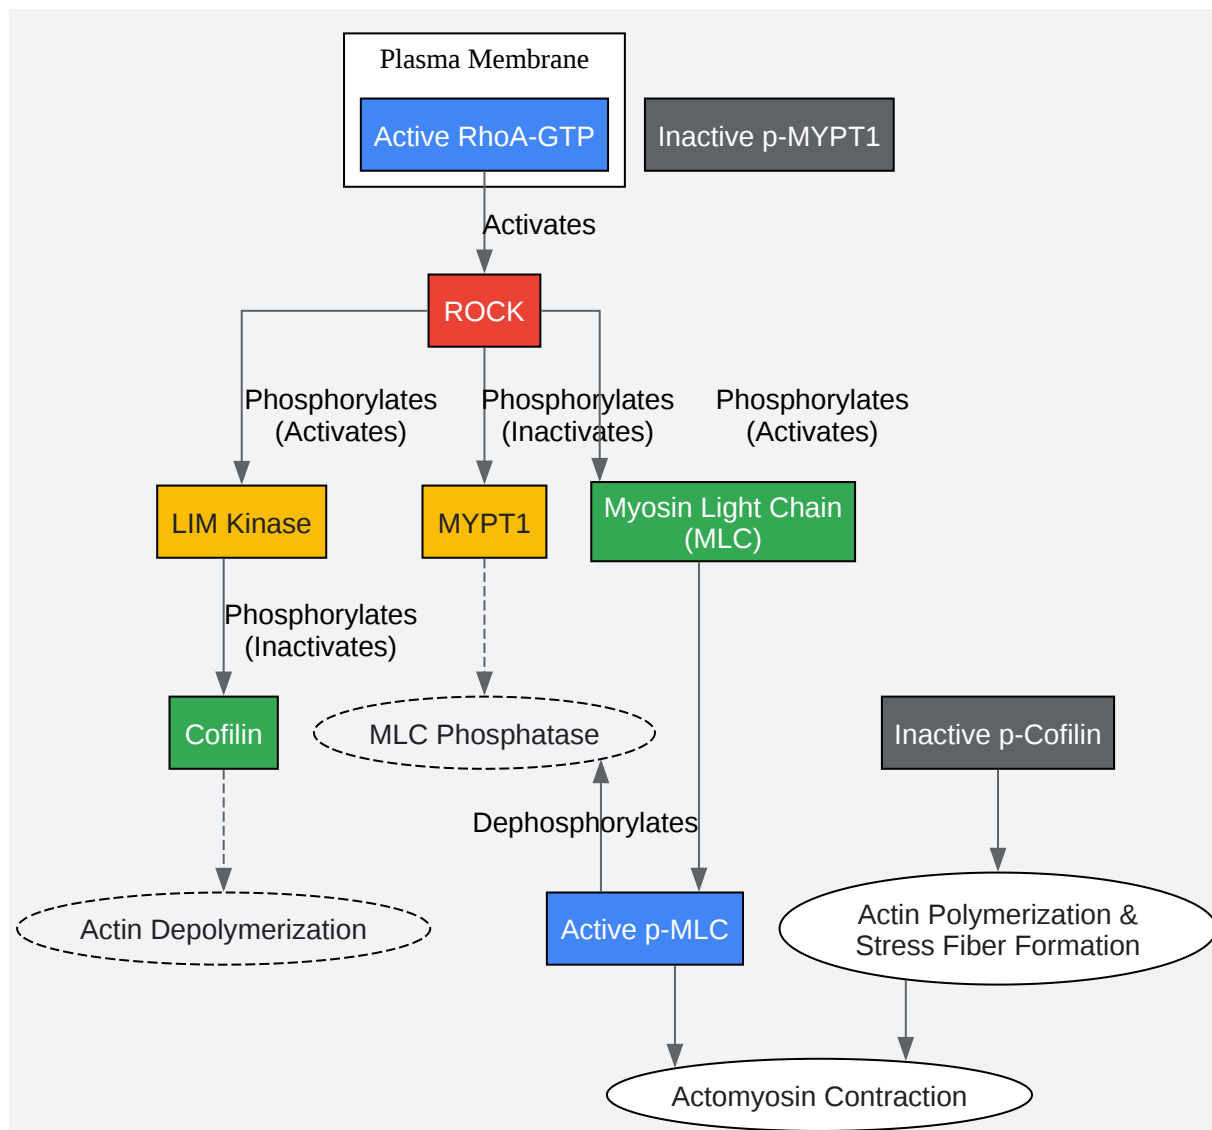 Plasma Membrane
Active RhoA-GTP
Inactive p-MYPT1
Activates
ROCK
Phosphorylates
(Activates)
Phosphorylates
(Inactivates)
Phosphorylates
(Activates)
LIM Kinase
MYPT1
Myosin Light Chain
(MLC)
Phosphorylates
(Inactivates)
Cofilin
MLC Phosphatase
Inactive p-Cofilin
Dephosphorylates
Actin Depolymerization
Active p-MLC
Actin Polymerization &
Stress Fiber Formation
Actomyosin Contraction